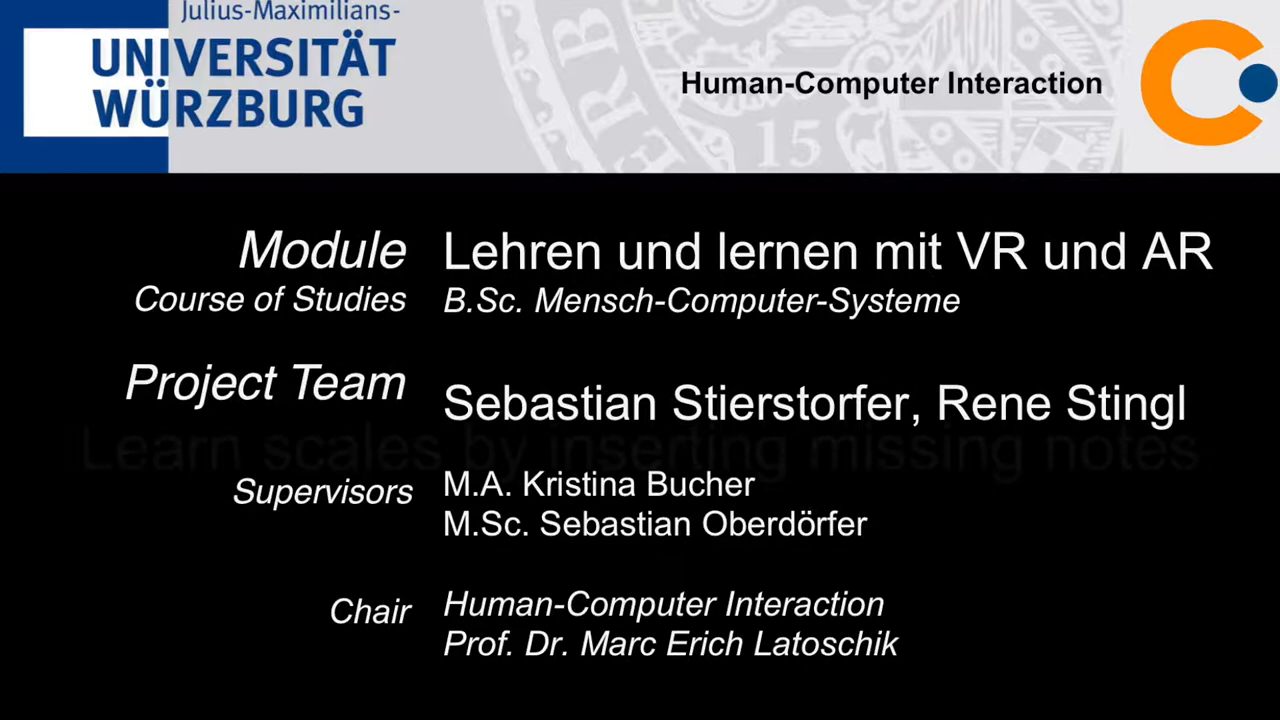 Julius-Maximilians-
UNIVERSITÄT
WÜRZBURG
Human-Computer Interaction
ERB
15
Module Lehren und lernen mit VR und AR
Course of Studies B.Sc. Mensch-Computer-Systeme
Project Team Sebastian Stierstorfer, Rene Stingl
Learn scales by inserting missing notes
Supervisors M.A. Kristina Bucher
M.Sc. Sebastian Oberdörfer
Chair Human-Computer Interaction
Prof. Dr. Marc Erich Latoschik